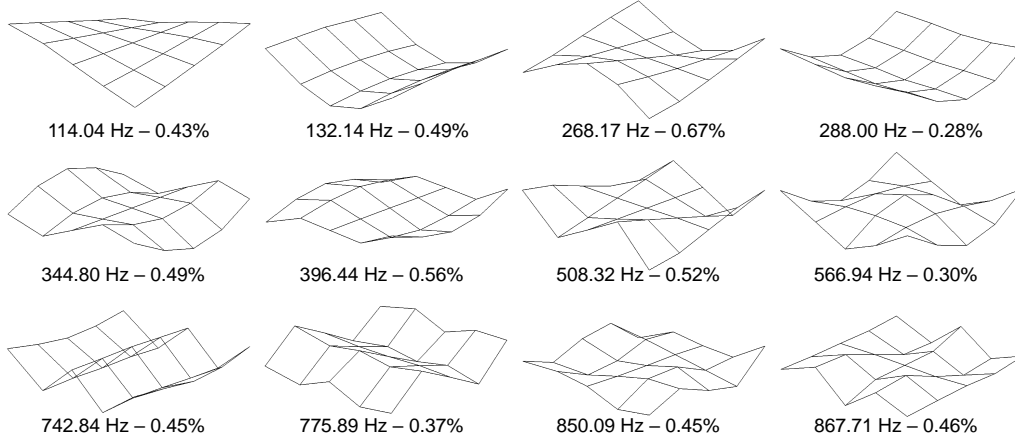 114.04 Hz – 0.43%
132.14 Hz – 0.49%
268.17 Hz – 0.67%
288.00 Hz – 0.28%
344.80 Hz – 0.49%
396.44 Hz – 0.56%
508.32 Hz – 0.52%
566.94 Hz – 0.30%
742.84 Hz – 0.45%
775.89 Hz – 0.37%
850.09 Hz – 0.45%
867.71 Hz – 0.46%